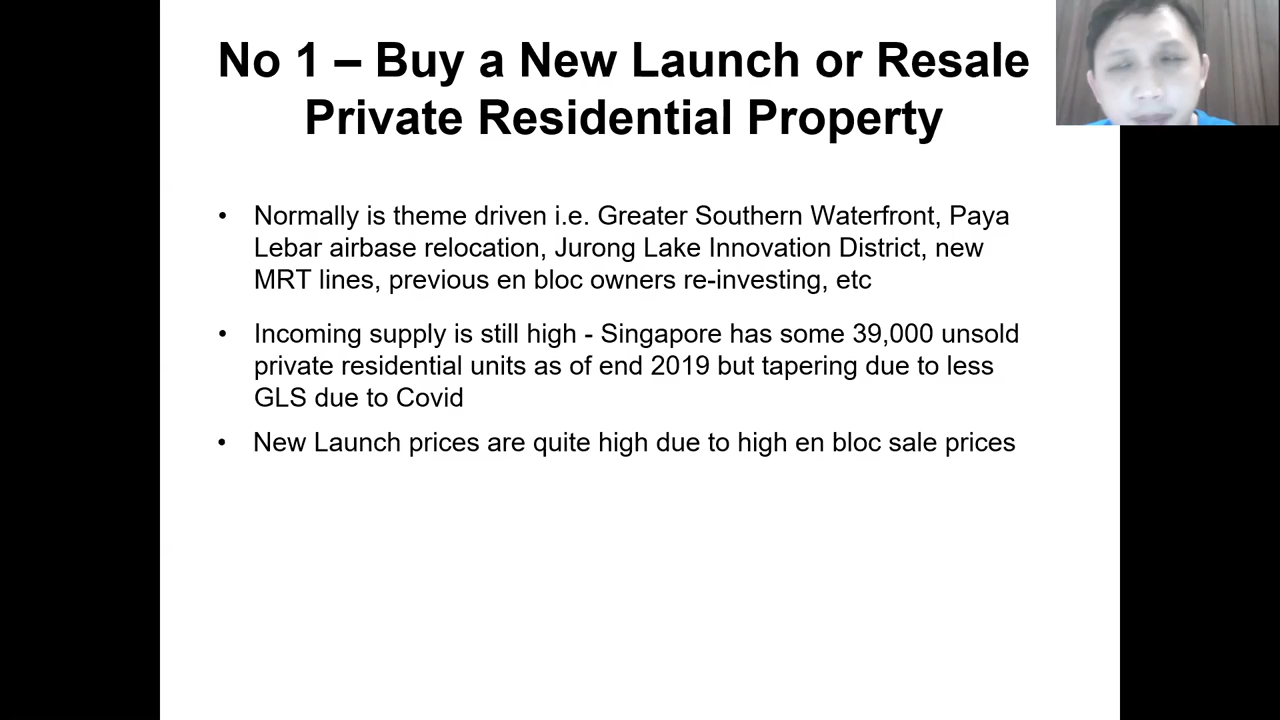 No 1 – Buy a New Launch or Resale
Private Residential Property
• Normally is theme driven i.e. Greater Southern Waterfront, Paya
Lebar airbase relocation, Jurong Lake Innovation District, new
MRT lines, previous en bloc owners re-investing, etc
• Incoming supply is still high - Singapore has some 39,000 unsold
private residential units as of end 2019 but tapering due to less
GLS due to Covid
• New Launch prices are quite high due to high en bloc sale prices